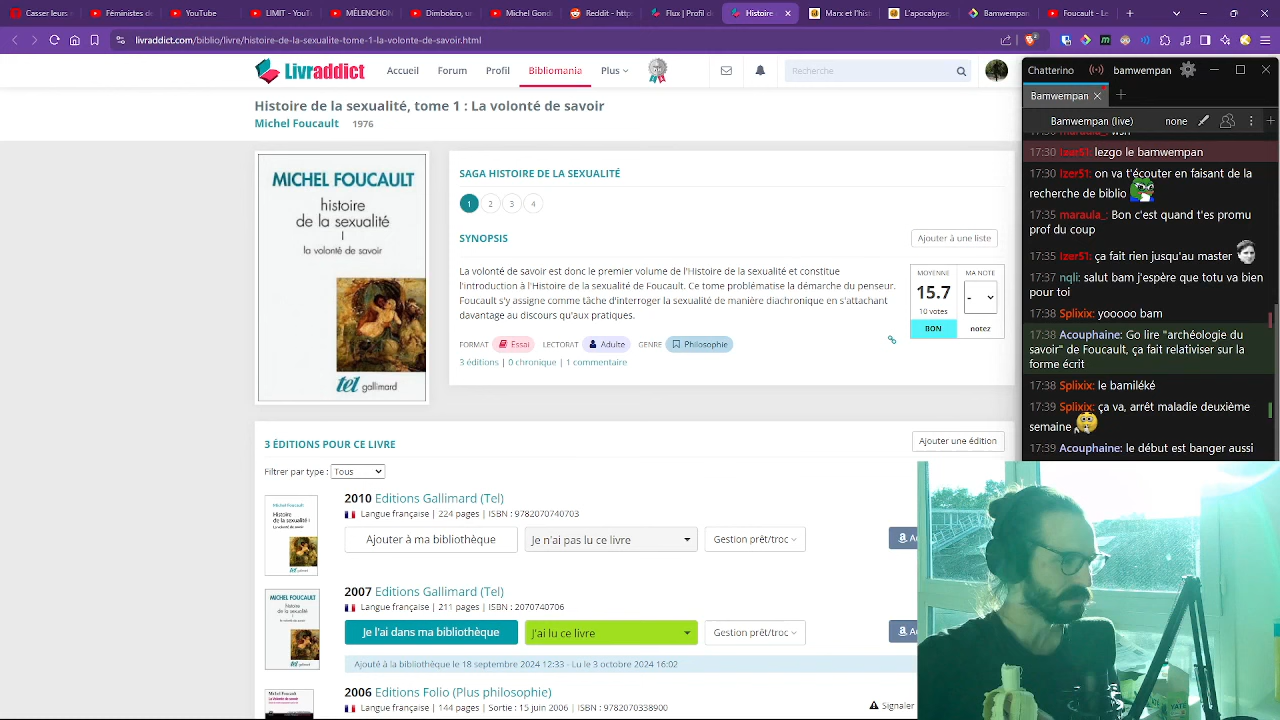 Casser leurs
Féministes de
YouTube
LIMIT - YouT
MÉLENCHON
Dimanche, un
Michel Gondr
Reddit - http
Flux | Profil
Histoire
Marx et l'hist
L'apocolypse
Bamwempan
Foucault - le
livraddict.com/biblio/livre/histoire-de-la-sexualite-tome-1-la-volonte-de-savoir.html
Livraddict
Accueil
Forum
Profil
Bibliomania
Plus
Recherche
Histoire de la sexualité, tome 1 : La volonté de savoir
Michel Foucault 1976
MICHEL FOUCAULT
histoire
de la sexualité
I
la volonté de savoir
tel gallimard
SAGA HISTOIRE DE LA SEXUALITÉ
1 2 3 4
SYNOPSIS
Ajouter à une liste
La volonté de savoir est donc le premier tome de l'Histoire de la sexualité et constitue
l'introduction à l'Histoire de la sexualité de Foucault. Ce tome problématise la démarche du penseur.
Foucault s'y assigne comme tâche d'interroger la sexualité de manière diachronique en s'attachant
davantage au discours qu'aux pratiques.
MOYENNE
15.7
10 votes
BON
MA NOTE
-
notez
FORMAT Essai LECTORAT Adulte GENRE Philosophie
3 éditions | 0 chronique | 1 commentaire
3 ÉDITIONS POUR CE LIVRE
Ajouter une édition
Filtrer par type : Tous
2010 Editions Gallimard (Tel)
Langue française | 224 pages | ISBN : 9782070740703
Ajouter à ma bibliothèque
Je n'ai pas lu ce livre
Gestion prêt/troc
2007 Editions Gallimard (Tel)
Langue française | 211 pages | ISBN :
Je l'ai dans ma bibliothèque
J'ai lu ce livre
Gestion prêt/troc
Ajouté à la bibliothèque le 18 septembre 2024 12:33 - Lu le 3 octobre 2024 16:02
2006 Editions Folio (Plus philosophie)
Langue française | Sortie : 15 juin 2006 | ISBN : 9782070333900
Signaler
Chatterino
bamwempan
Bamwempan
Bamwempan (live)
none
maraula_: wsh
17:30 Izer51: lezgo le bamwempan
17:30 Izer51: on va t'écouter en faisant de la
recherche de biblio
17:35 maraula_: Bon c'est quand t'es promu
prof du coup
17:35 Izer51: ça fait rire jusqu'au mass
17:37 nqli: salut bam j'espère que totu va bien
pour toi
17:38 Splixix: yooooo bam
17:38 Acouphaine: Go lire "archéologie du
savoir" de Foucault, ça fait relativiser sur la
forme écrit
17:38 Splixix: le bamiléké
17:39 Splixix: ça va, arrêt maladie deuxième
semaine
17:39 Acouphaine: le début est banger aussi